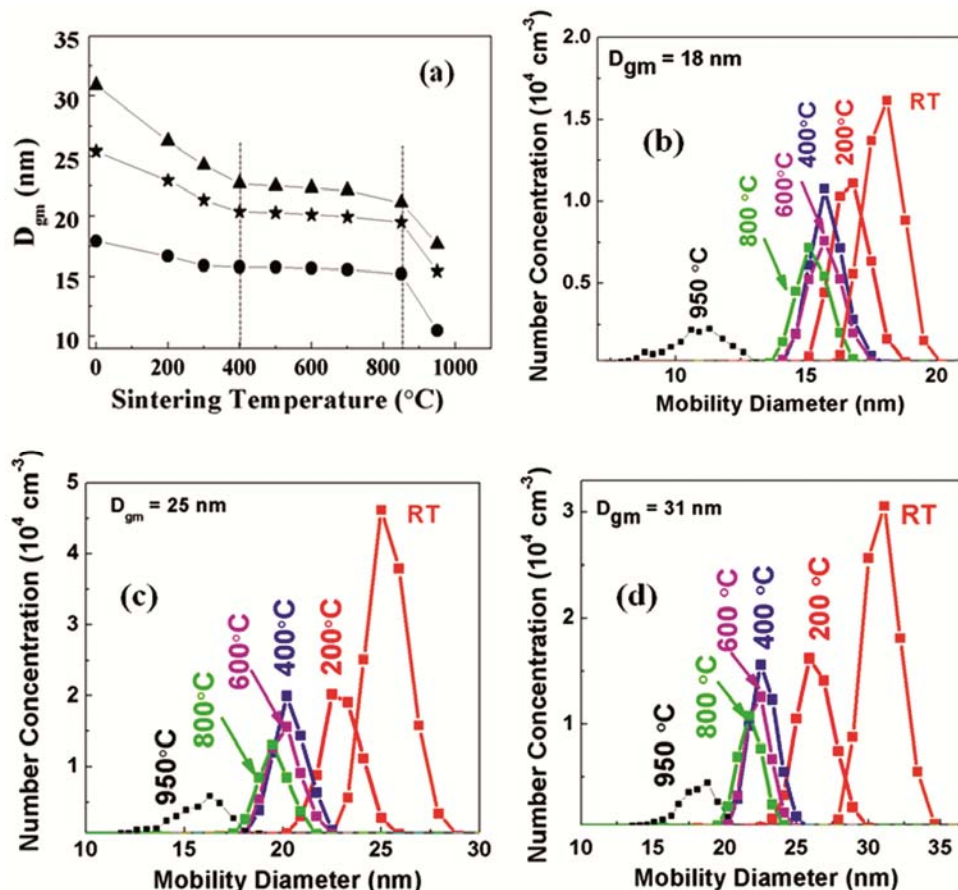 35
30
25
20
15
10
D_gm (nm)
(a)
0 200 400 600 800 1000
Sintering Temperature (°C)
2.0
1.5
1.0
0.5
Number Concentration (10^4 cm^-3)
D_gm = 18 nm
(b)
RT
200°C
400°C
600°C
800°C
950°C
10 15 20
Mobility Diameter (nm)
5
4
3
2
1
Number Concentration (10^4 cm^-3)
D_gm = 25 nm
(c)
RT
200°C
400°C
600°C
800°C
950°C
10 15 20 25 30
Mobility Diameter (nm)
3
2
1
Number Concentration (10^4 cm^-3)
D_gm = 31 nm
(d)
RT
200 °C
400 °C
600 °C
800 °C
950 °C
10 15 20 25 30 35
Mobility Diameter (nm)